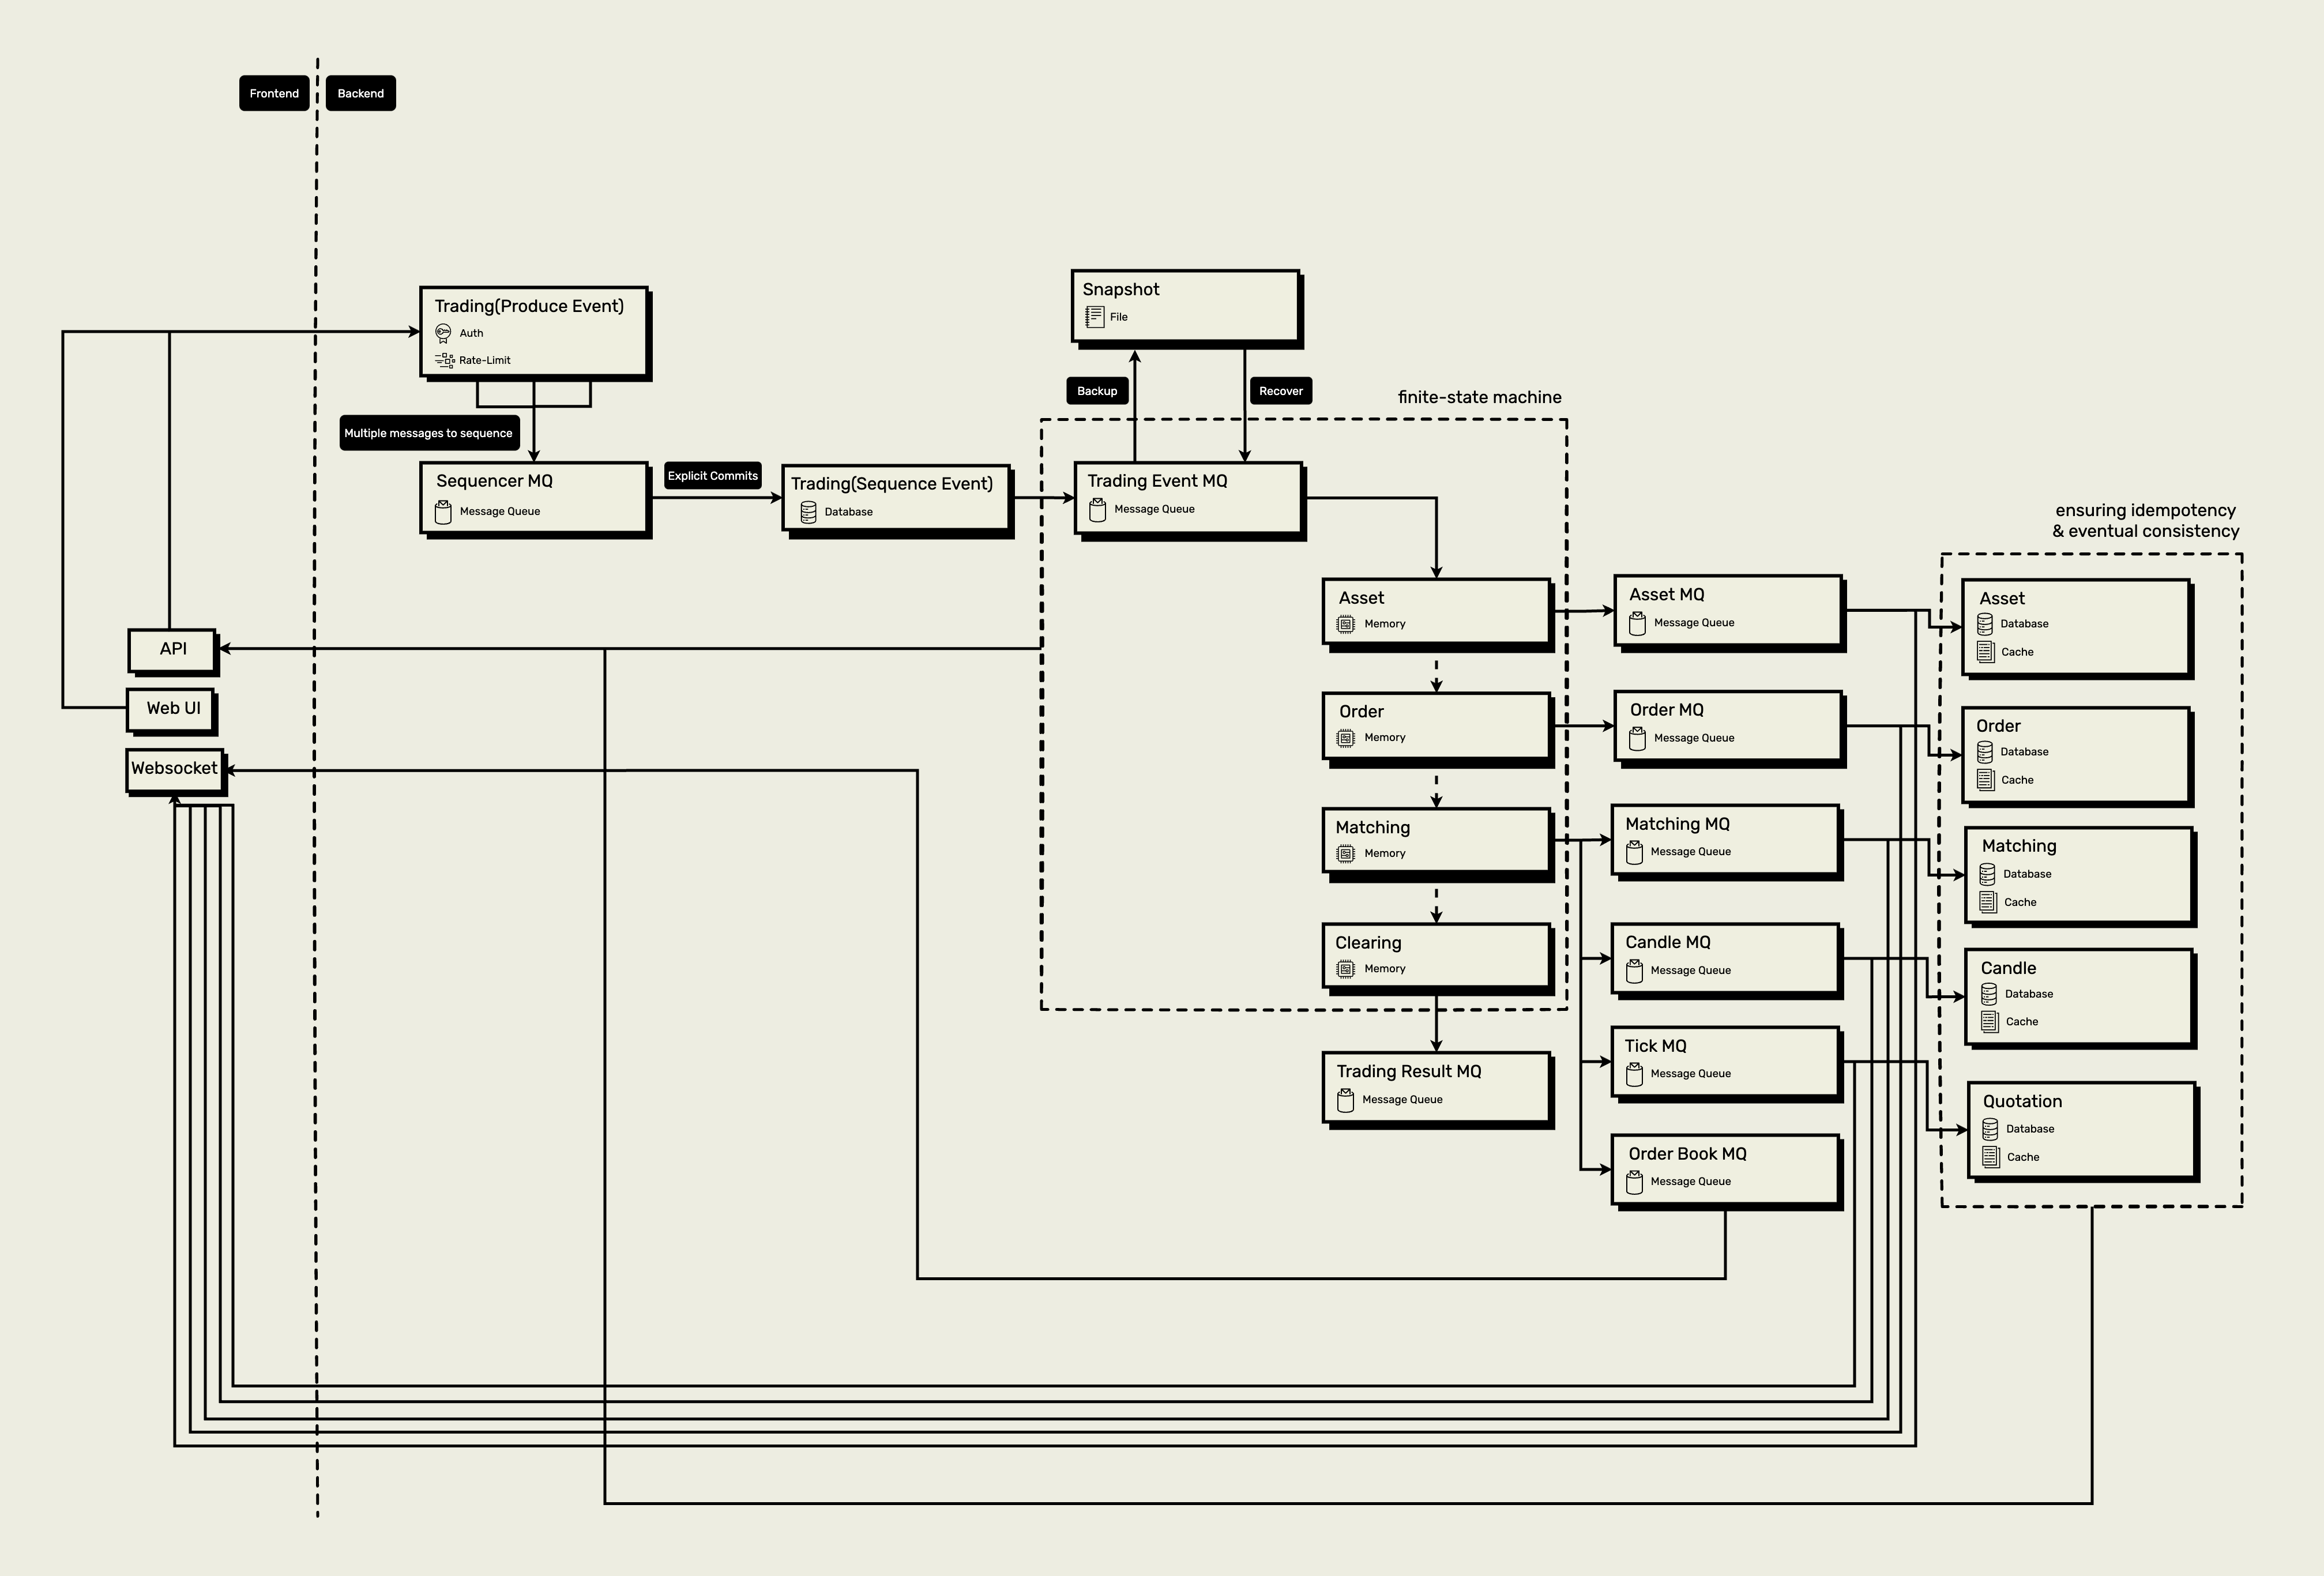 Frontend
Backend
Trading(Produce Event)
Auth
Rate-Limit
Multiple messages to sequence
Sequencer MQ
Message Queue
Explicit Commits
Trading(Sequence Event)
Database
Snapshot
File
Backup
Recover
finite-state machine
Trading Event MQ
Message Queue
ensuring idempotency
& eventual consistency
API
Web UI
Websocket
Asset
Memory
Order
Memory
Matching
Memory
Clearing
Memory
Trading Result MQ
Message Queue
Asset MQ
Message Queue
Order MQ
Message Queue
Matching MQ
Message Queue
Candle MQ
Message Queue
Tick MQ
Message Queue
Order Book MQ
Message Queue
Asset
Database
Cache
Order
Database
Cache
Matching
Database
Cache
Candle
Database
Cache
Quotation
Database
Cache